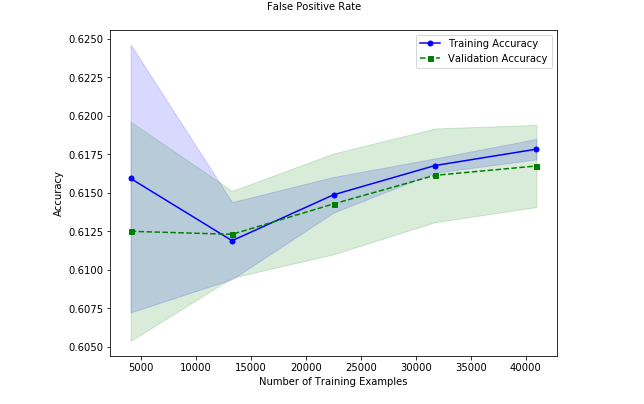 False Positive Rate
0.6250
0.6225
0.6200
0.6175
0.6150
0.6125
0.6100
0.6075
0.6050
Accuracy
Training Accuracy
Validation Accuracy
5000 10000 15000 20000 25000 30000 35000 40000
Number of Training Examples